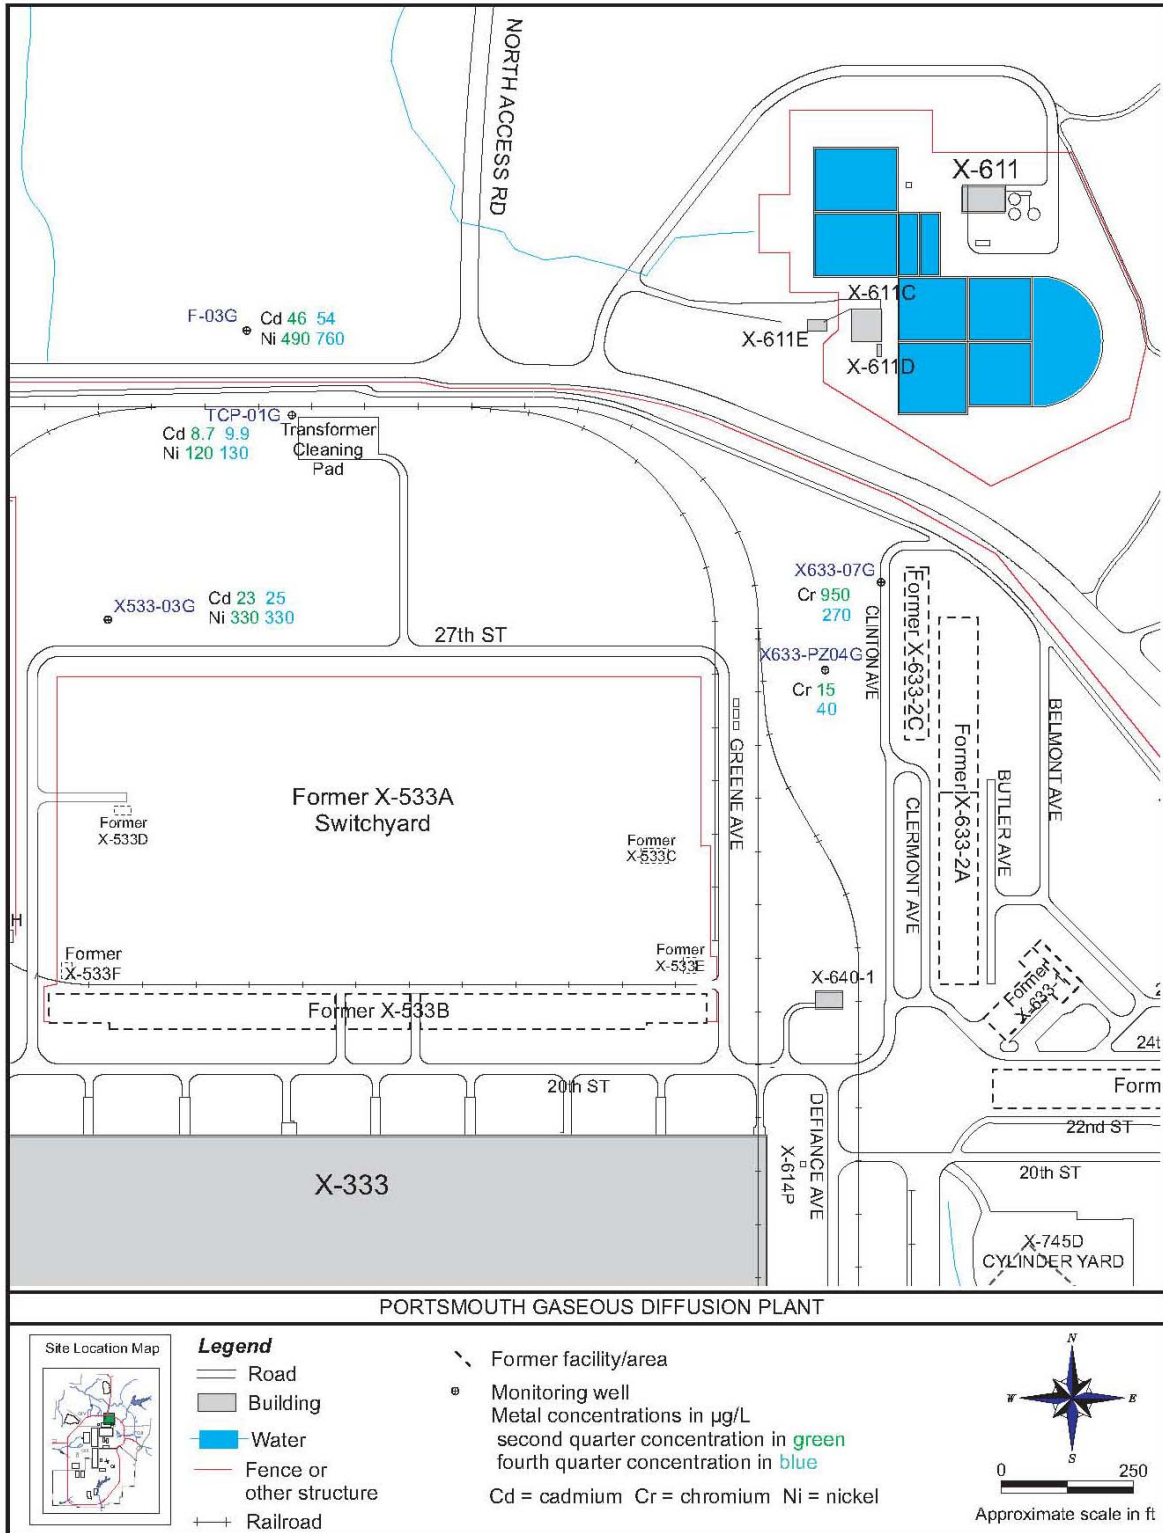 NORTH ACCESS RD
X-611
X-611C
X-611E
X-611D
F-03G
Cd 46 54
Ni 490 760
TCP-01G
Cd 8.7 9.9
Ni 120 130
Transformer
Cleaning
Pad
X533-03G
Cd 23 25
Ni 330 330
27th ST
X633-07G
Cr 950
270
X633-PZ04G
Cr 15
40
CLINTON AVE
Former X-633-2C
Former X-633-2A
BELMONT AVE
BUTLER AVE
CLERMONT AVE
GREENE AVE
Former X-533A
Switchyard
Former
X-533D
Former
X-533C
H
Former
X-533F
Former
X-533E
Former X-533B
X-640-1
Former
X-633-1
2
24t
Form
20th ST
22nd ST
20th ST
DEFIANCE AVE
X-614P
X-333
X-745D
CYLINDER YARD
PORTSMOUTH GASEOUS DIFFUSION PLANT
Site Location Map
Legend
Road
Building
Water
Fence or
other structure
Railroad
Former facility/area
Monitoring well
Metal concentrations in µg/L
second quarter concentration in green
fourth quarter concentration in blue
Cd = cadmium Cr = chromium Ni = nickel
N
W E
S
0 250
Approximate scale in ft